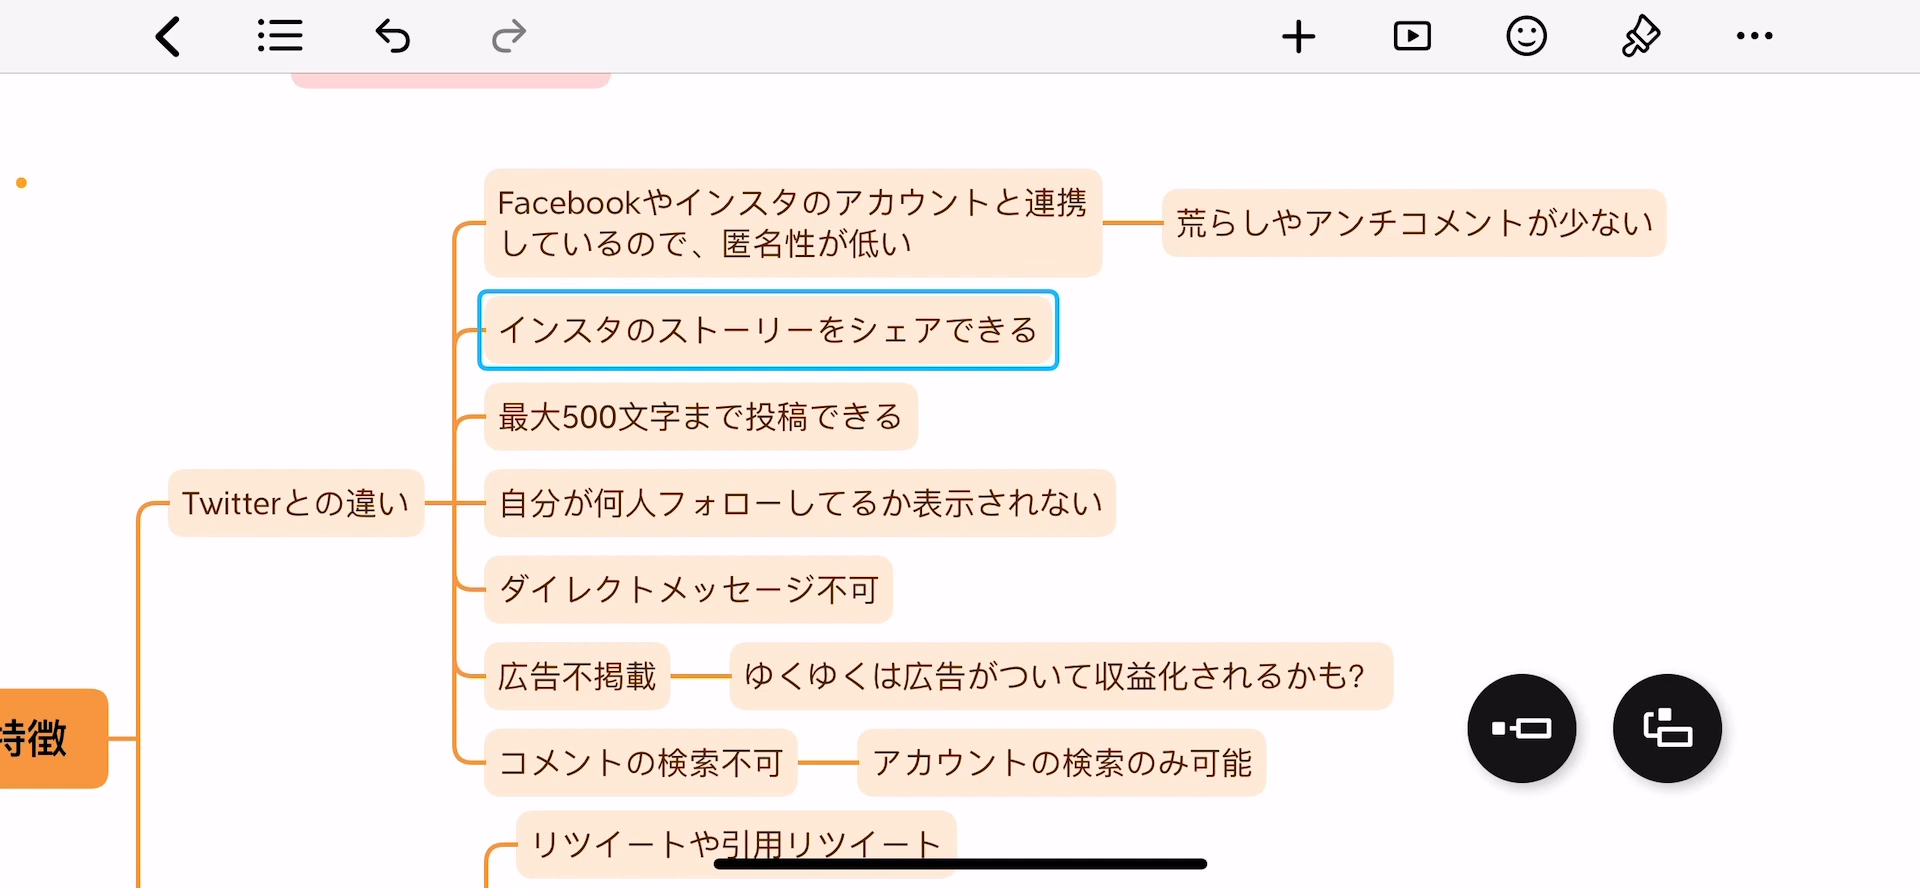 Facebookやインスタのアカウントと連携
しているので、匿名性が低い
荒らしやアンチコメントが少ない
インスタのストーリーをシェアできる
最大500文字まで投稿できる
Twitterとの違い
自分が何人フォローしてるか表示されない
ダイレクトメッセージ不可
広告不掲載
ゆくゆくは広告がついて収益化されるかも?
特徴
コメントの検索不可
アカウントの検索のみ可能
リツイートや引用リツイート